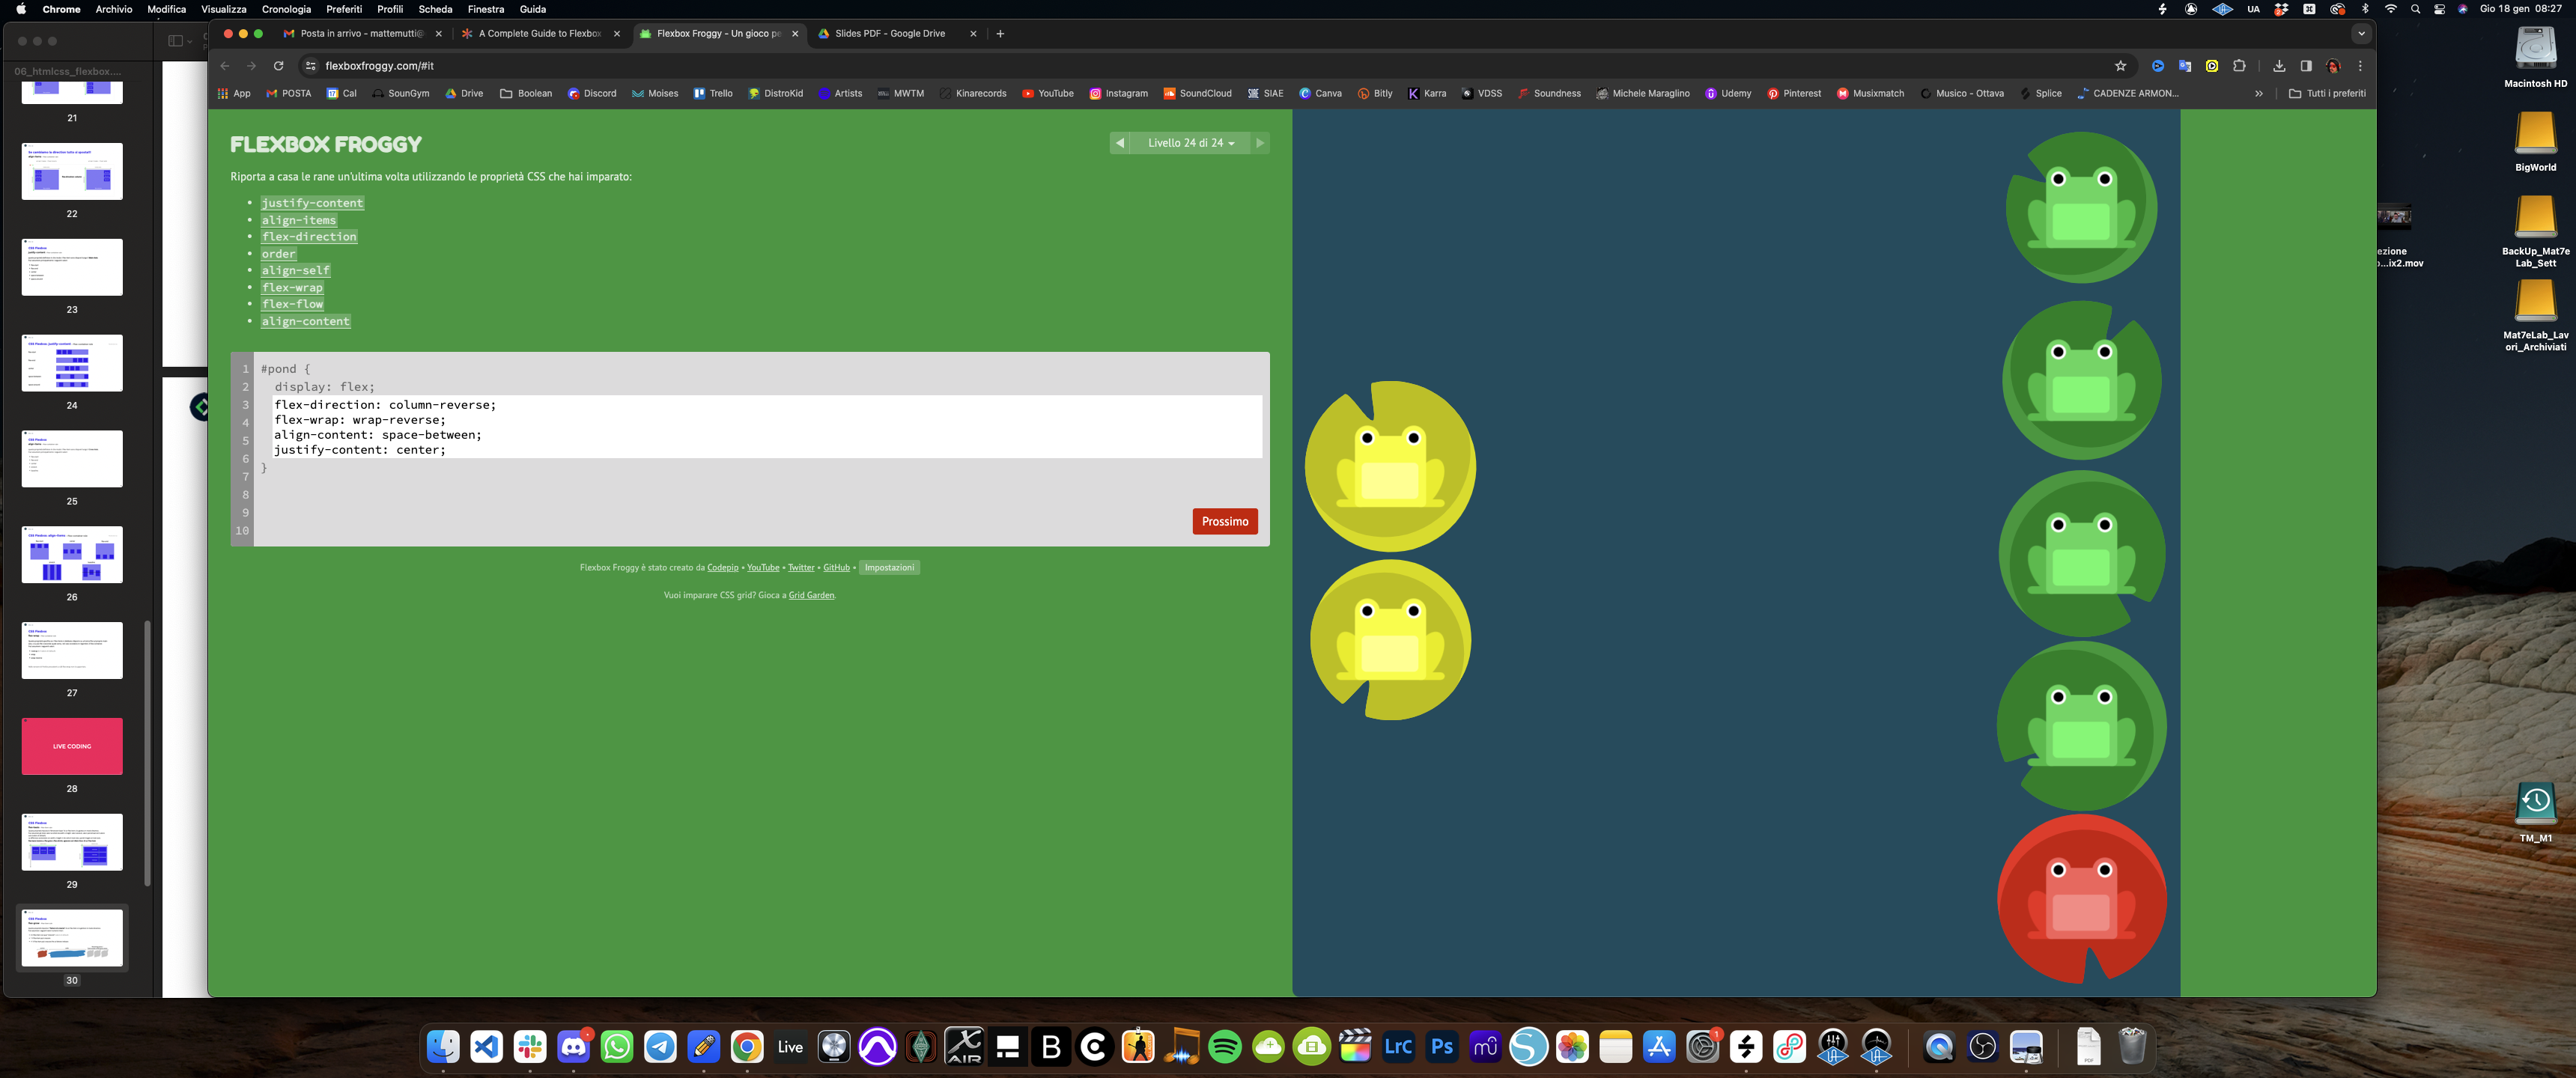 Chrome Archivio Modifica Visualizza Cronologia Preferiti Profili Scheda Finestra Guida
UA Gio 18 gen 08:27
Posta in arrivo - mattemutti@ A Complete Guide to Flexbox Flexbox Froggy - Un gioco pe Slides PDF - Google Drive
06_htmlcss_flexbox....
flexboxfroggy.com/#it
App POSTA Cal SounGym Drive Boolean Discord Moises Trello DistroKid Artists MWTM Kinarecords YouTube Instagram SoundCloud SIAE Canva Bitly Karra VDSS Soundness Michele Maraglino Udemy Pinterest Musixmatch Musico - Ottava Splice CADENZE ARMON... Tutti i preferiti
FLEXBOX FROGGY
Livello 24 di 24
Riporta a casa le rane un'ultima volta utilizzando le proprietà CSS che hai imparato:
justify-content
align-items
flex-direction
order
align-self
flex-wrap
flex-flow
align-content
1 #pond {
2 display: flex;
3 flex-direction: column-reverse;
4 flex-wrap: wrap-reverse;
5 align-content: space-between;
6 justify-content: center;
7 }
8
9
10
Prossimo
Flexbox Froggy è stato creato da Codepip • YouTube • Twitter • GitHub • Impostazioni
Vuoi imparare CSS grid? Gioca a Grid Garden.
21
22
23
24
25
26
27
LIVE CODING
28
29
30
Macintosh HD
BigWorld
ezione
o...ix2.mov
BackUp_Mat7e
Lab_Sett
Mat7eLab_Lav
ori_Archiviati
TM_M1
AIR
Live
B
C
LrC
Ps
1
PDF